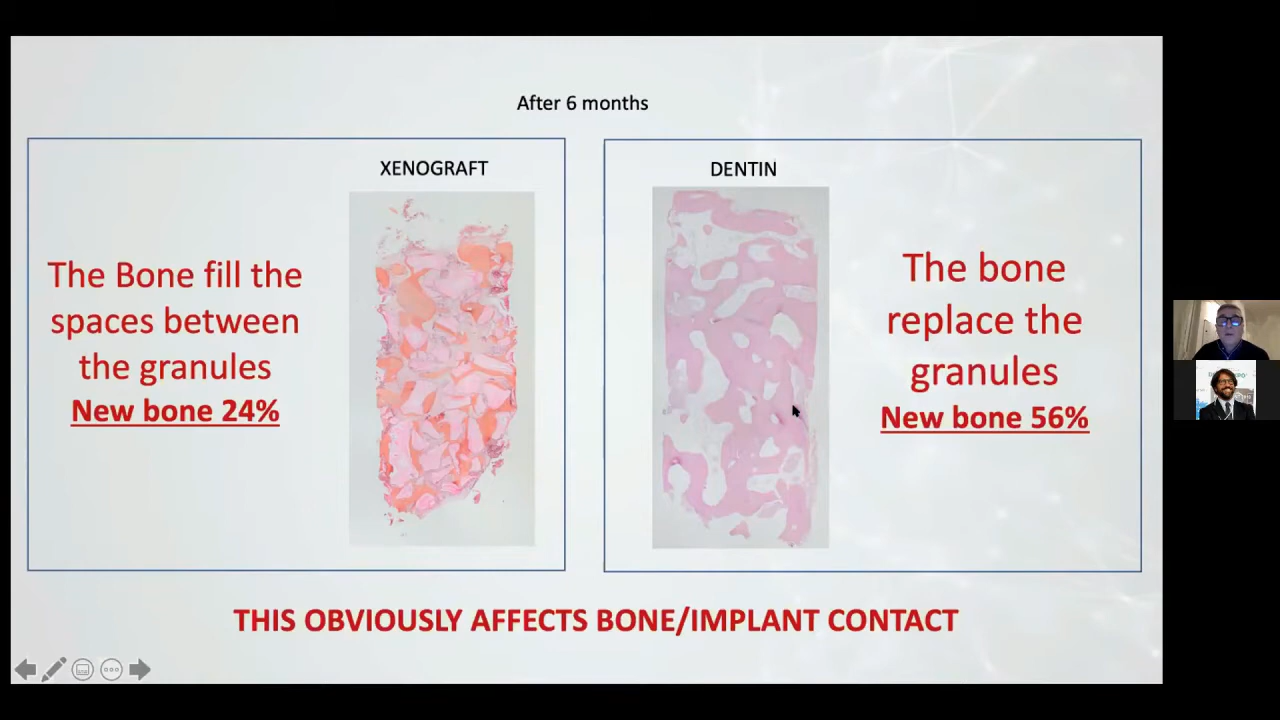 After 6 months
XENOGRAFT
The Bone fill the
spaces between
the granules
New bone 24%
DENTIN
The bone
replace the
granules
New bone 56%
THIS OBVIOUSLY AFFECTS BONE/IMPLANT CONTACT